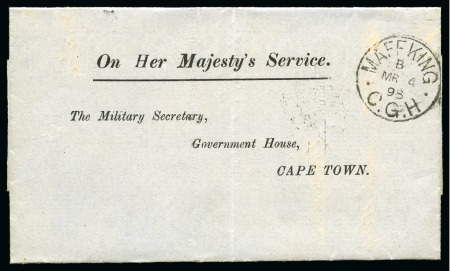 On Her Majesty's Service.
MAFEKING
B
MR 4
98
C.G.H.
The Military Secretary,
Government House,
CAPE TOWN.